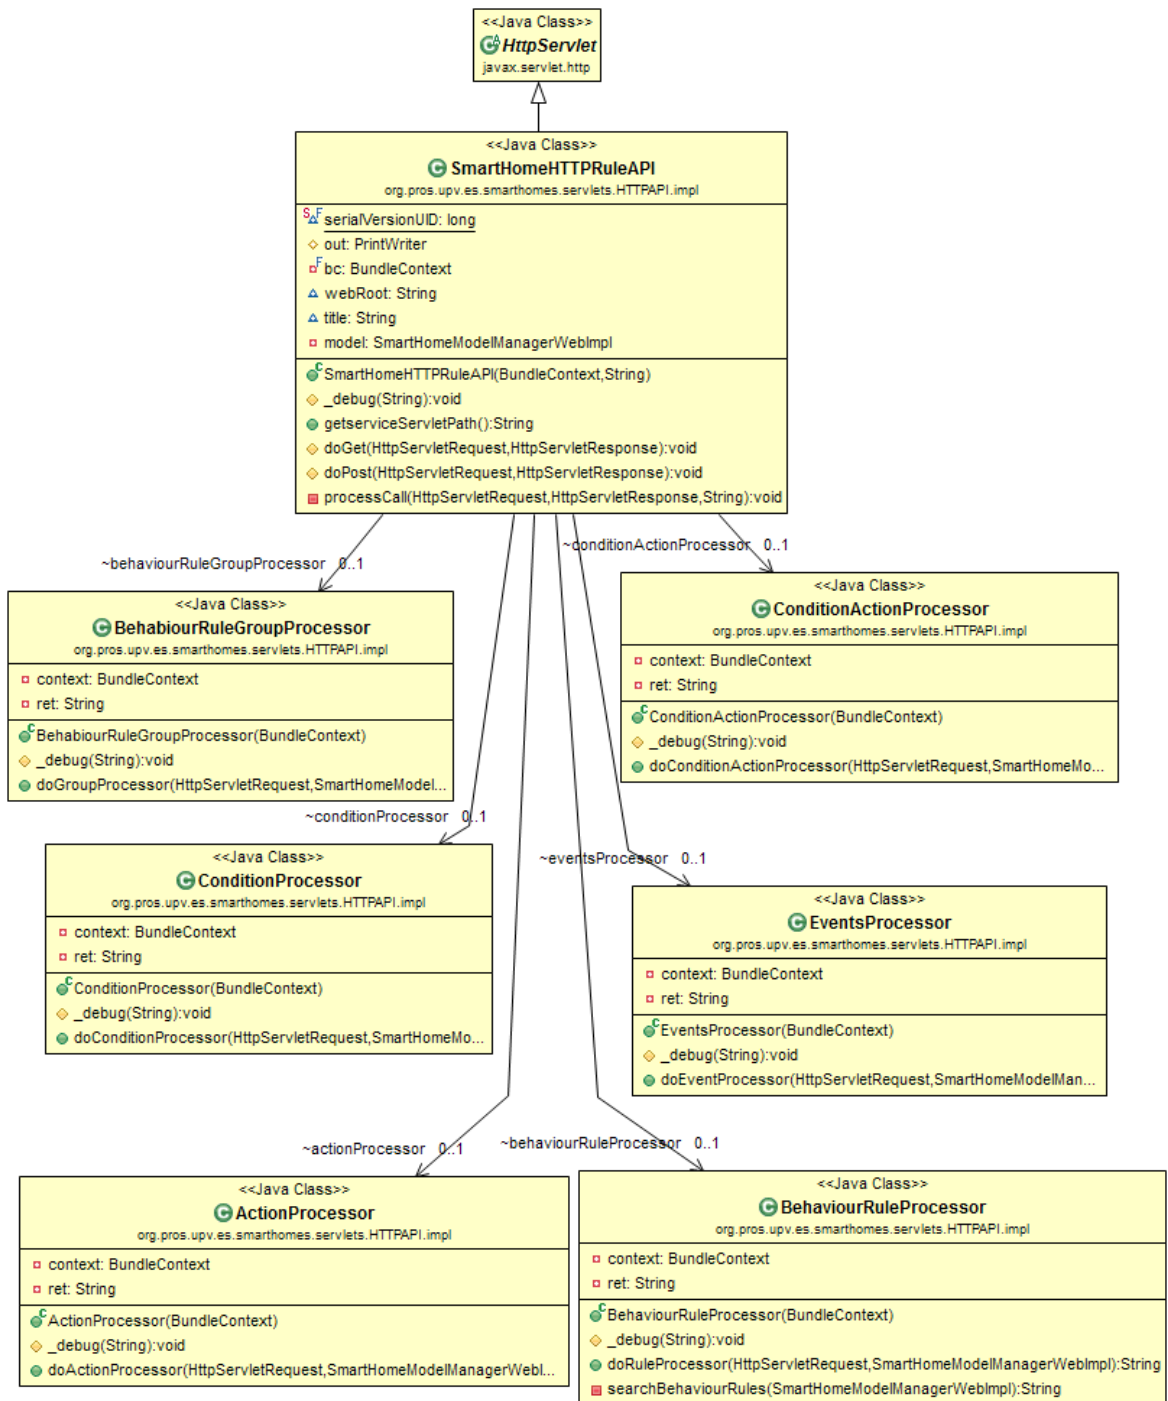 <<Java Class>>
HttpServlet
javax.servlet.http
<<Java Class>>
SmartHomeHTTPRuleAPI
org.pros.upv.es.smarthomes.servlets.HTTPAPI.impl
serialVersionUID: long
out: PrintWriter
bc: BundleContext
webRoot: String
title: String
model: SmartHomeModelManagerWebImpl
SmartHomeHTTPRuleAPI(BundleContext,String)
_debug(String):void
getserviceServletPath():String
doGet(HttpServletRequest,HttpServletResponse):void
doPost(HttpServletRequest,HttpServletResponse):void
processCall(HttpServletRequest,HttpServletResponse,String):void
~behaviourRuleGroupProcessor 0..1
~conditionActionProcessor 0..1
<<Java Class>>
BehabiourRuleGroupProcessor
org.pros.upv.es.smarthomes.servlets.HTTPAPI.impl
context: BundleContext
ret: String
BehabiourRuleGroupProcessor(BundleContext)
_debug(String):void
doGroupProcessor(HttpServletRequest,SmartHomeModel...
<<Java Class>>
ConditionActionProcessor
org.pros.upv.es.smarthomes.servlets.HTTPAPI.impl
context: BundleContext
ret: String
ConditionActionProcessor(BundleContext)
_debug(String):void
doConditionActionProcessor(HttpServletRequest,SmartHomeMo...
~conditionProcessor 0..1
<<Java Class>>
ConditionProcessor
org.pros.upv.es.smarthomes.servlets.HTTPAPI.impl
context: BundleContext
ret: String
ConditionProcessor(BundleContext)
_debug(String):void
doConditionProcessor(HttpServletRequest,SmartHomeMo...
~eventsProcessor 0..1
<<Java Class>>
EventsProcessor
org.pros.upv.es.smarthomes.servlets.HTTPAPI.impl
context: BundleContext
ret: String
EventsProcessor(BundleContext)
_debug(String):void
doEventProcessor(HttpServletRequest,SmartHomeModelMan...
~actionProcessor 0..1
~behaviourRuleProcessor 0..1
<<Java Class>>
ActionProcessor
org.pros.upv.es.smarthomes.servlets.HTTPAPI.impl
context: BundleContext
ret: String
ActionProcessor(BundleContext)
_debug(String):void
doActionProcessor(HttpServletRequest,SmartHomeModelManagerWebI...
<<Java Class>>
BehaviourRuleProcessor
org.pros.upv.es.smarthomes.servlets.HTTPAPI.impl
context: BundleContext
ret: String
BehaviourRuleProcessor(BundleContext)
_debug(String):void
doRuleProcessor(HttpServletRequest,SmartHomeModelManagerWebImpl):String
searchBehaviourRules(SmartHomeModelManagerWebImpl):String